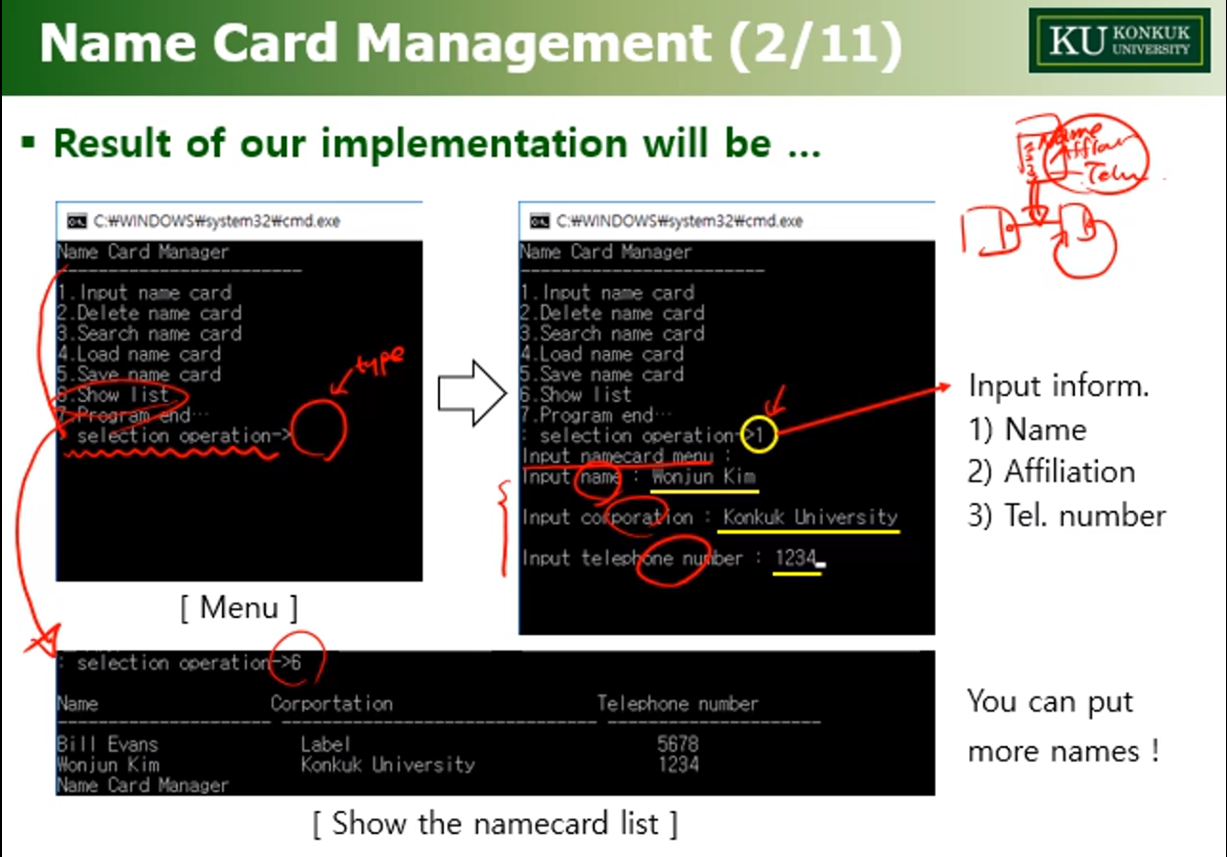 Name Card Management (2/11)
KU KONKUK
UNIVERSITY
▪ Result of our implementation will be ...
Name
Tel
C:₩WINDOWS₩system32₩cmd.exe
Name Card Manager
1.Input name card
2.Delete name card
3.Search name card
4.Load name card
5.Save name card
6.Show list
7.Program end…
: selection operation->
type
[ Menu ]
C:₩WINDOWS₩system32₩cmd.exe
Name Card Manager
1.Input name card
2.Delete name card
3.Search name card
4.Load name card
5.Save name card
6.Show list
7.Program end…
: selection operation->1
Input namecard menu :
Input name : Wonjun Kim
Input corporation : Konkuk University
Input telephone number : 1234
Input inform.
1) Name
2) Affiliation
3) Tel. number
: selection operation->6
Name Corportation Telephone number
Bill Evans Label 5678
Wonjun Kim Konkuk University 1234
Name Card Manager
[ Show the namecard list ]
You can put
more names !